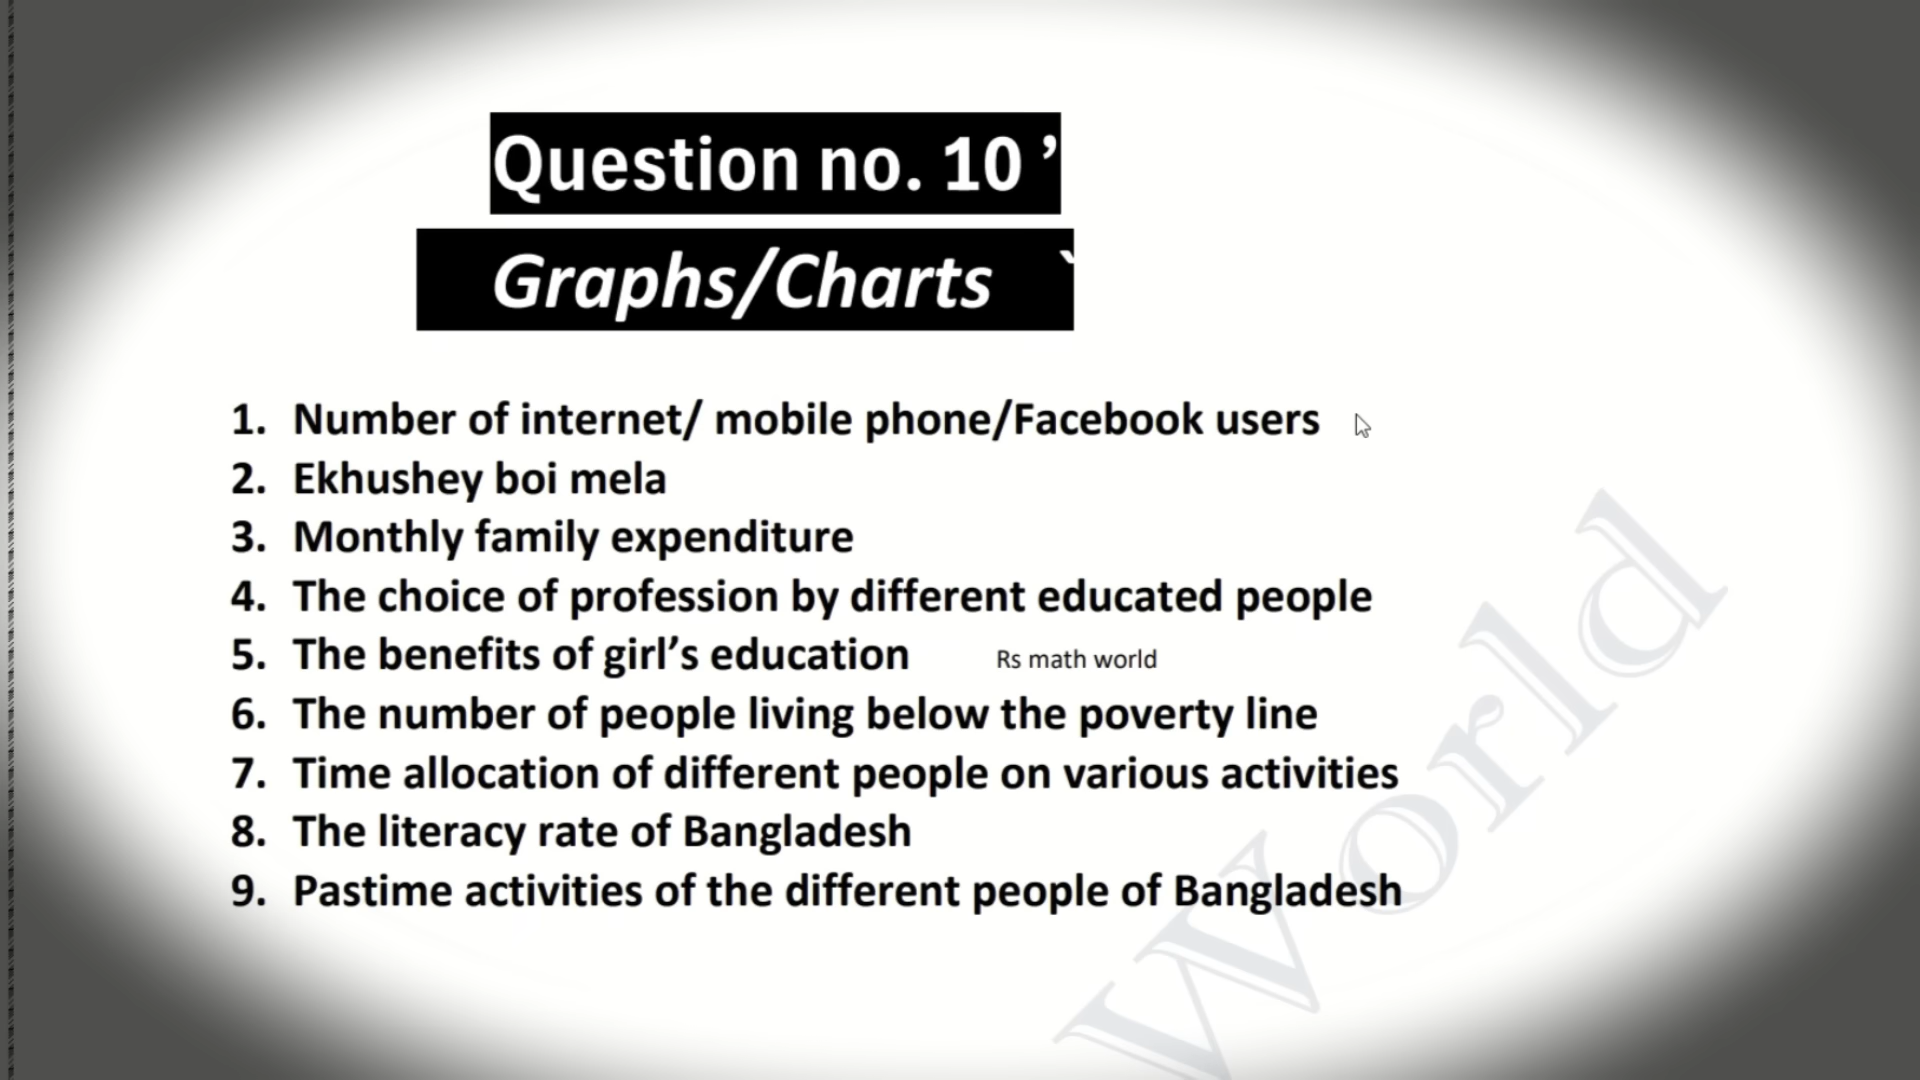 Question no. 10 ’
Graphs/Charts `
1. Number of internet/ mobile phone/Facebook users
2. Ekhushey boi mela
3. Monthly family expenditure
4. The choice of profession by different educated people
5. The benefits of girl’s education Rs math world
6. The number of people living below the poverty line
7. Time allocation of different people on various activities
8. The literacy rate of Bangladesh
9. Pastime activities of the different people of Bangladesh
World